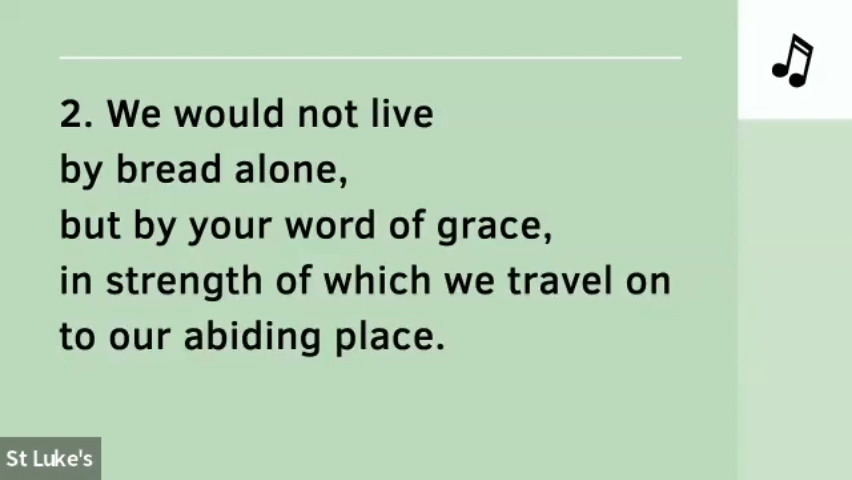 2. We would not live
by bread alone,
but by your word of grace,
in strength of which we travel on
to our abiding place.
St Luke's